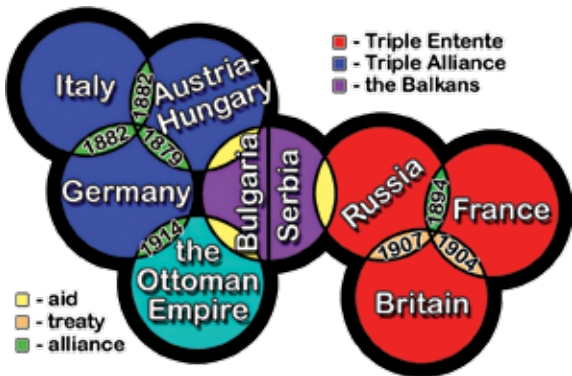 Italy
Austria-
Hungary
1882
1882
1879
Germany
1914
the
Ottoman
Empire
Bulgaria
Serbia
Russia
1894
France
1907
1904
Britain
- Triple Entente
- Triple Alliance
- the Balkans
- aid
- treaty
- alliance